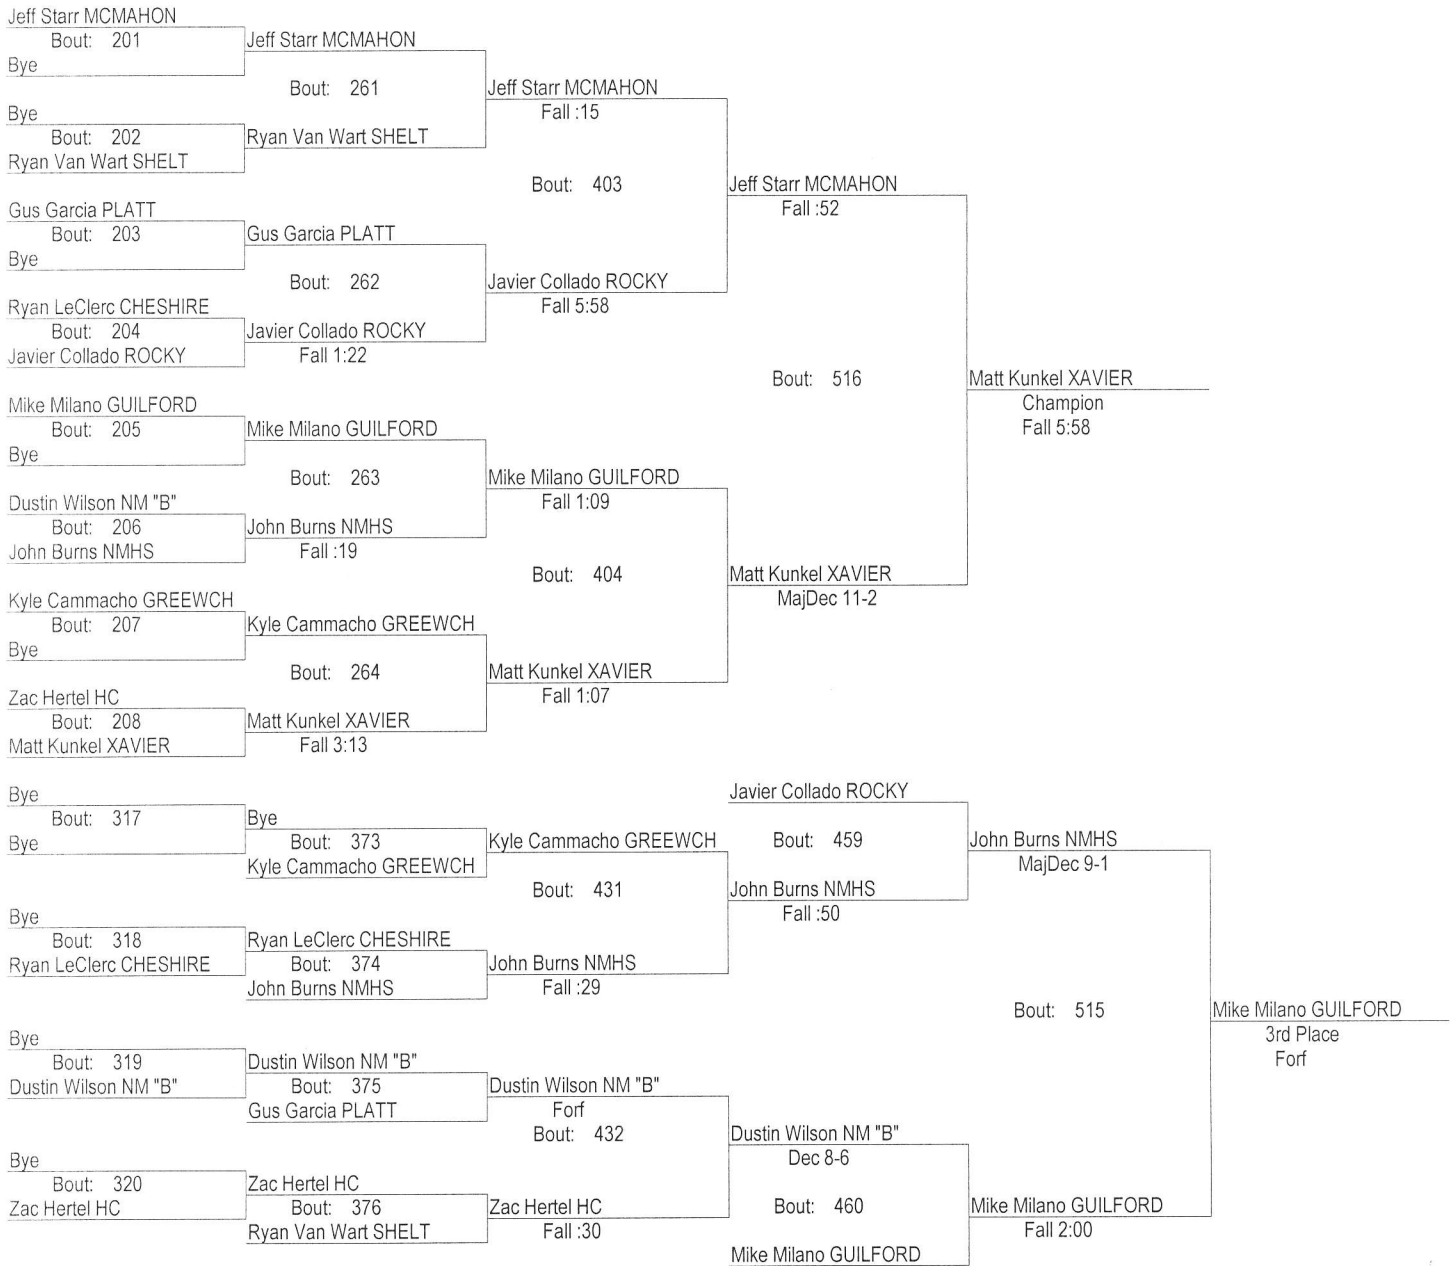 Jeff Starr MCMAHON
Bout: 201
Bye
Bye
Bout: 202
Ryan Van Wart SHELT
Gus Garcia PLATT
Bout: 203
Bye
Ryan LeClerc CHESHIRE
Bout: 204
Javier Collado ROCKY
Mike Milano GUILFORD
Bout: 205
Bye
Dustin Wilson NM "B"
Bout: 206
John Burns NMHS
Kyle Cammacho GREEWCH
Bout: 207
Bye
Zac Hertel HC
Bout: 208
Matt Kunkel XAVIER
Jeff Starr MCMAHON
Bout: 261
Ryan Van Wart SHELT
Gus Garcia PLATT
Bout: 262
Javier Collado ROCKY
Fall 1:22
Mike Milano GUILFORD
Bout: 263
John Burns NMHS
Fall :19
Kyle Cammacho GREEWCH
Bout: 264
Matt Kunkel XAVIER
Fall 3:13
Jeff Starr MCMAHON
Fall :15
Bout: 403
Javier Collado ROCKY
Fall 5:58
Mike Milano GUILFORD
Fall 1:09
Bout: 404
Matt Kunkel XAVIER
Fall 1:07
Jeff Starr MCMAHON
Fall :52
Bout: 516
Matt Kunkel XAVIER
MajDec 11-2
Matt Kunkel XAVIER
Champion
Fall 5:58
Bye
Bout: 317
Bye
Bye
Bout: 318
Ryan LeClerc CHESHIRE
Bye
Bout: 319
Dustin Wilson NM "B"
Bye
Bout: 320
Zac Hertel HC
Bye
Bout: 373
Kyle Cammacho GREEWCH
Ryan LeClerc CHESHIRE
Bout: 374
John Burns NMHS
Dustin Wilson NM "B"
Bout: 375
Gus Garcia PLATT
Zac Hertel HC
Bout: 376
Ryan Van Wart SHELT
Kyle Cammacho GREEWCH
Bout: 431
John Burns NMHS
Fall :29
Dustin Wilson NM "B"
Forf
Bout: 432
Zac Hertel HC
Fall :30
Javier Collado ROCKY
Bout: 459
John Burns NMHS
Fall :50
Dustin Wilson NM "B"
Dec 8-6
Bout: 460
Mike Milano GUILFORD
John Burns NMHS
MajDec 9-1
Bout: 515
Mike Milano GUILFORD
Fall 2:00
Mike Milano GUILFORD
3rd Place
Forf